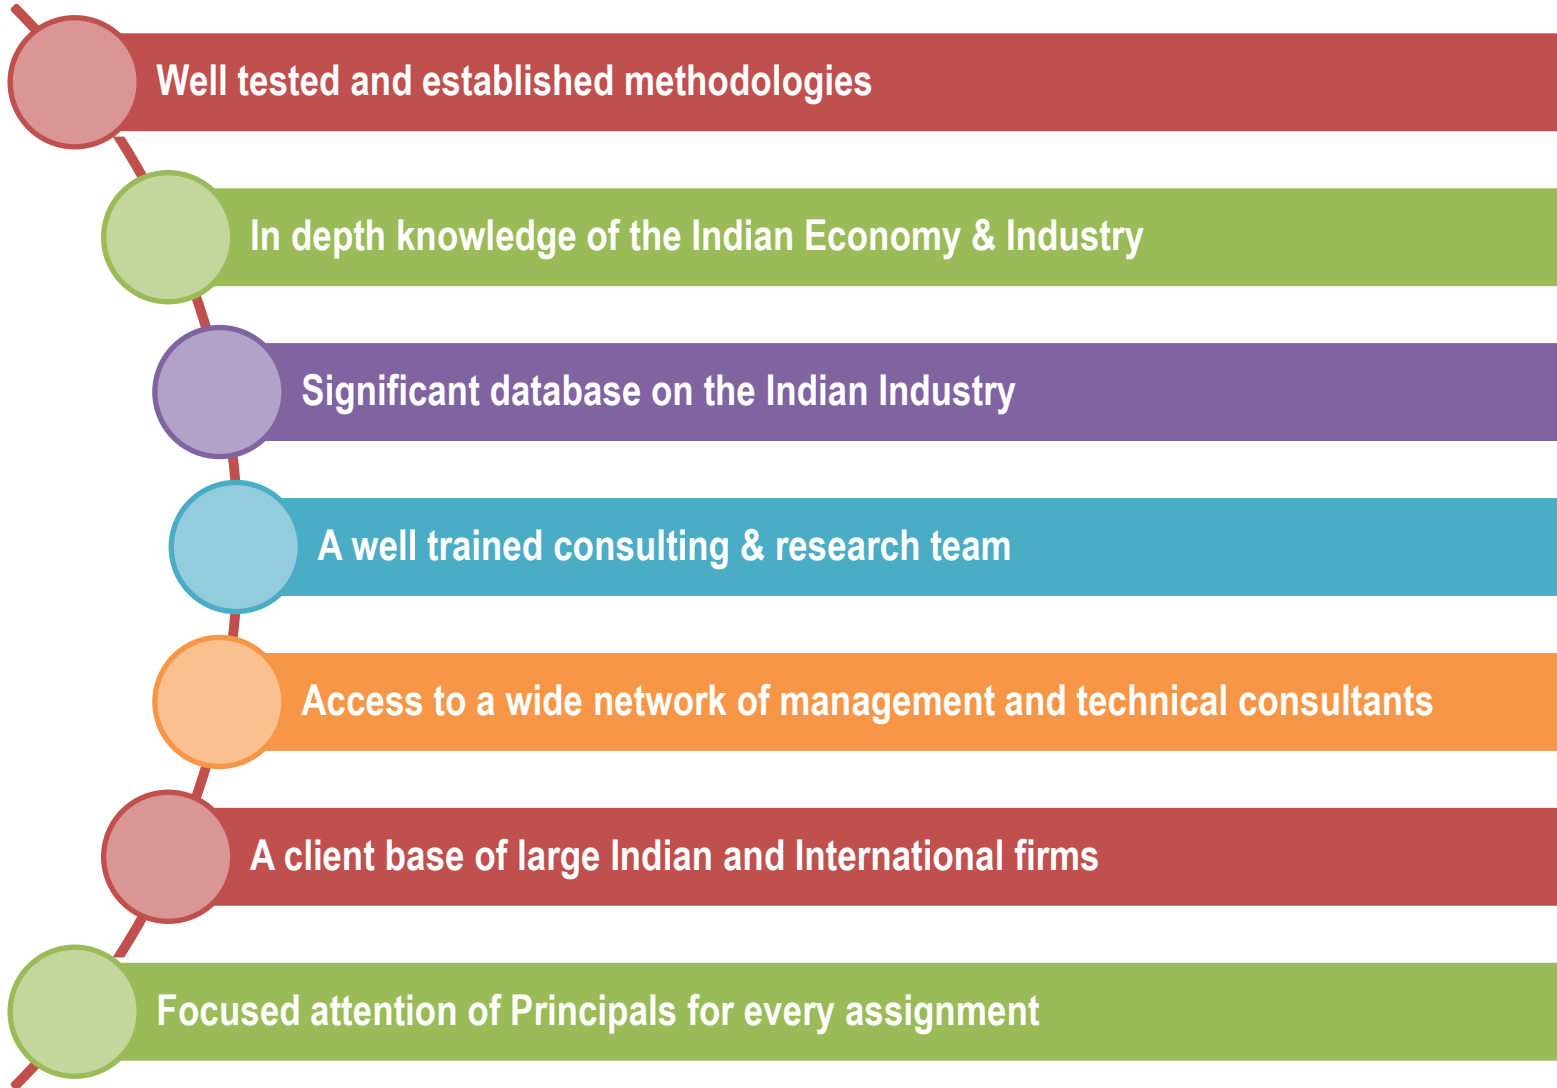 Well tested and established methodologies
In depth knowledge of the Indian Economy & Industry
Significant database on the Indian Industry
A well trained consulting & research team
Access to a wide network of management and technical consultants
A client base of large Indian and International firms
Focused attention of Principals for every assignment